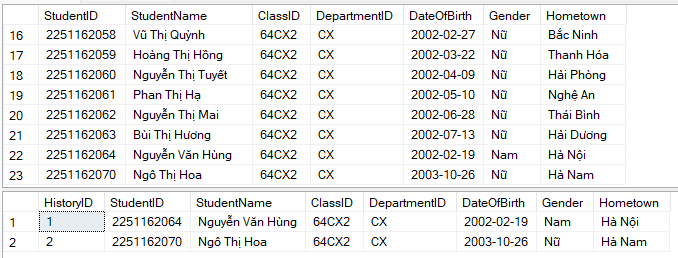 StudentID StudentName ClassID DepartmentID DateOfBirth Gender Hometown
16 2251162058 Vũ Thị Quỳnh 64CX2 CX 2002-02-27 Nữ Bắc Ninh
17 2251162059 Hoàng Thị Hồng 64CX2 CX 2002-03-22 Nữ Thanh Hóa
18 2251162060 Nguyễn Thị Tuyết 64CX2 CX 2002-04-09 Nữ Hải Phòng
19 2251162061 Phan Thị Hạ 64CX2 CX 2002-05-10 Nữ Nghệ An
20 2251162062 Nguyễn Thị Mai 64CX2 CX 2002-06-28 Nữ Thái Bình
21 2251162063 Bùi Thị Hương 64CX2 CX 2002-07-13 Nữ Hải Dương
22 2251162064 Nguyễn Văn Hùng 64CX2 CX 2002-02-19 Nam Hà Nội
23 2251162070 Ngô Thị Hoa 64CX2 CX 2003-10-26 Nữ Hà Nam
HistoryID StudentID StudentName ClassID DepartmentID DateOfBirth Gender Hometown
1 1 2251162064 Nguyễn Văn Hùng 64CX2 CX 2002-02-19 Nam Hà Nội
2 2 2251162070 Ngô Thị Hoa 64CX2 CX 2003-10-26 Nữ Hà Nam